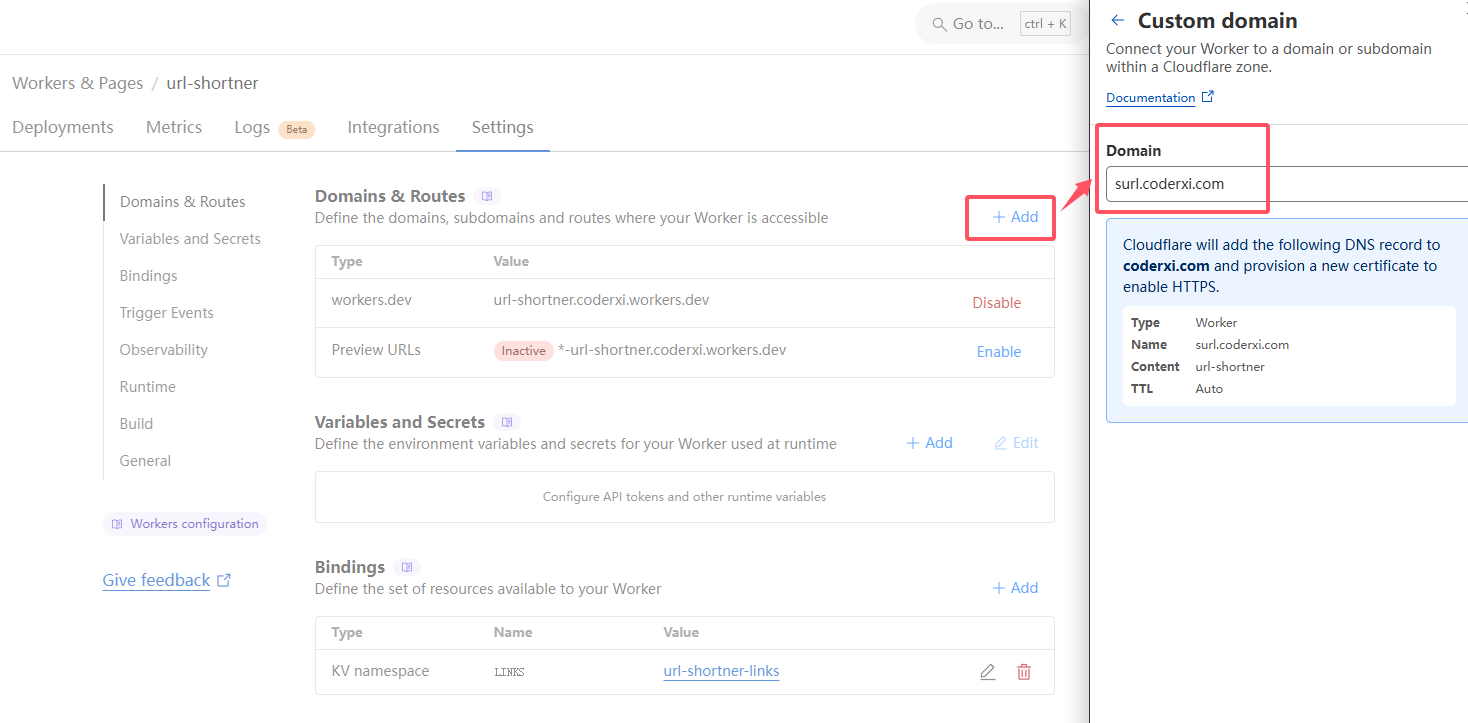 Go to...
ctrl + K
Workers & Pages / url-shortner
Deployments Metrics Logs Beta Integrations Settings
Domains & Routes
Variables and Secrets
Bindings
Trigger Events
Observability
Runtime
Build
General
Workers configuration
Give feedback
Domains & Routes
Define the domains, subdomains and routes where your Worker is accessible
+ Add
Type Value
workers.dev url-shortner.coderxi.workers.dev Disable
Preview URLs Inactive *-url-shortner.coderxi.workers.dev Enable
Variables and Secrets
Define the environment variables and secrets for your Worker used at runtime
+ Add Edit
Configure API tokens and other runtime variables
Bindings
Define the set of resources available to your Worker
+ Add
Type Name Value
KV namespace LINKS url-shortner-links
Custom domain
Connect your Worker to a domain or subdomain
within a Cloudflare zone.
Documentation
Domain
surl.coderxi.com
Cloudflare will add the following DNS record to
coderxi.com and provision a new certificate to
enable HTTPS.
Type Worker
Name surl.coderxi.com
Content url-shortner
TTL Auto